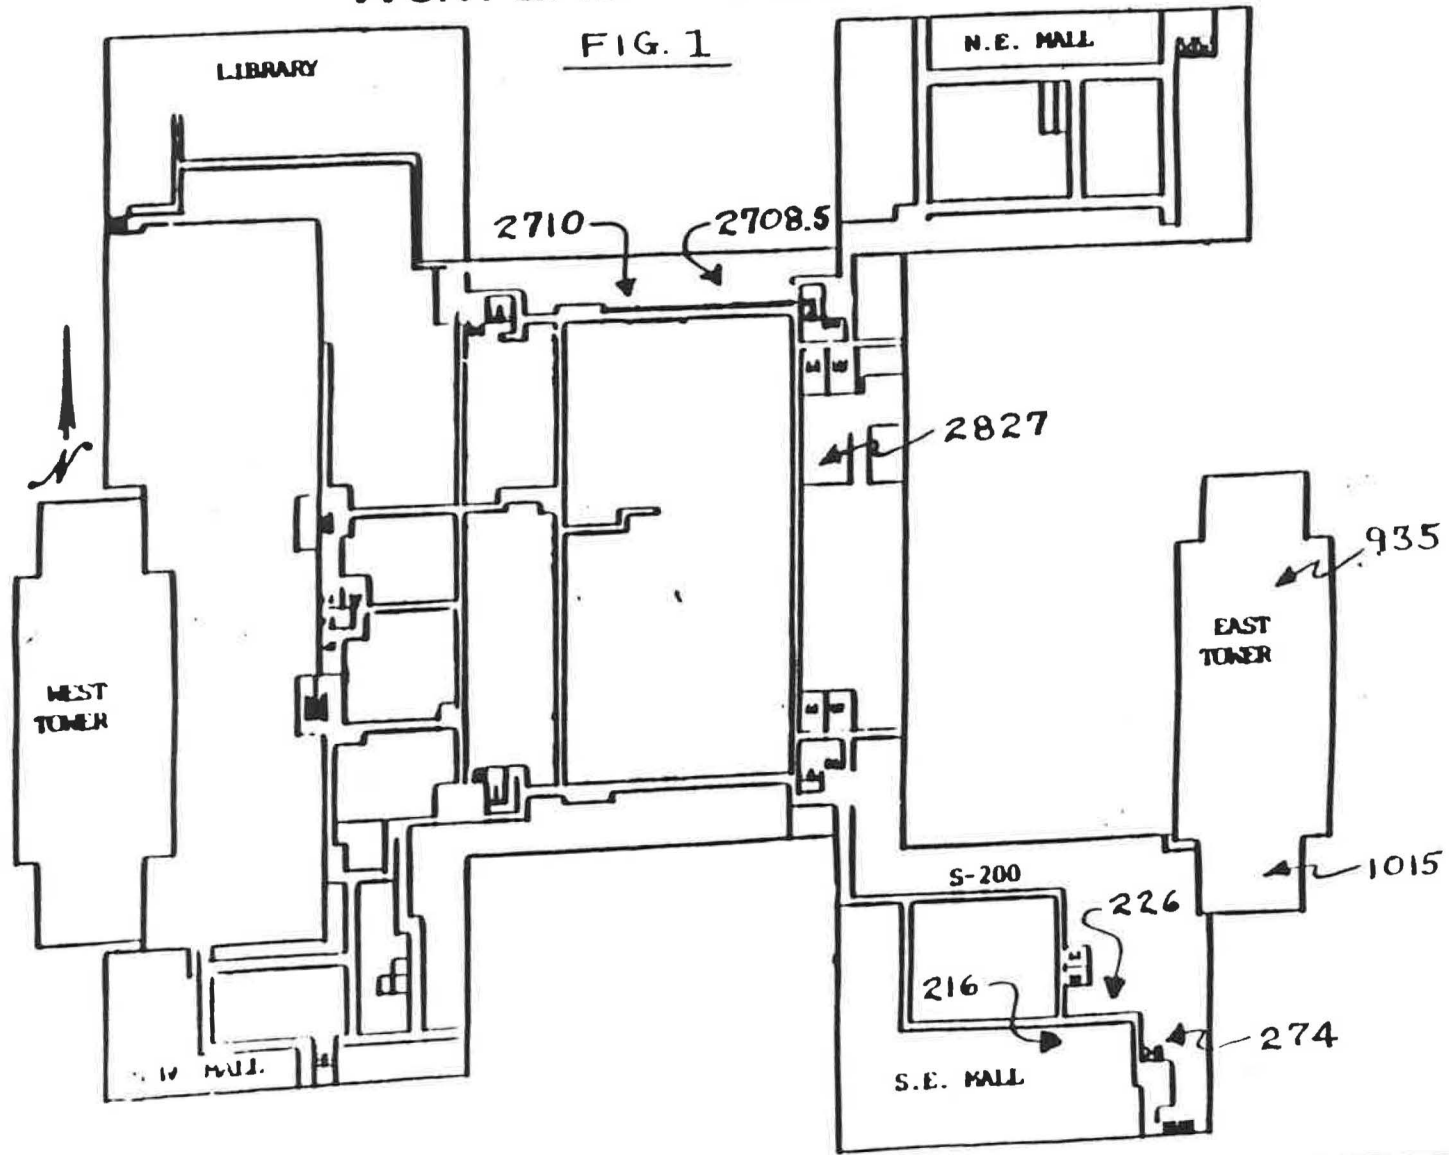 FIG. 1
LIBRARY
N.E. MALL
2710
2708.5
N
2827
935
EAST
TOWER
WEST
TOWER
1015
S-200
226
216
274
MALL
S.E. MALL